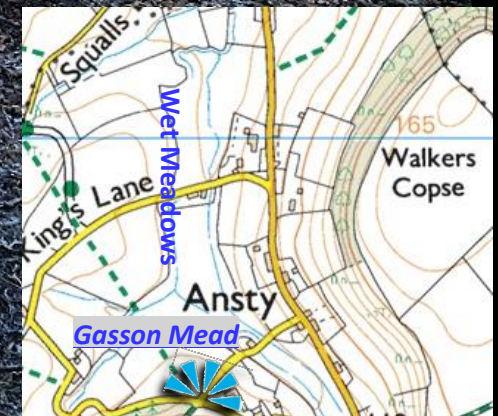 Squalls
Wet Meadows
165
Walkers
Copse
King's Lane
Ansty
Gasson Mead